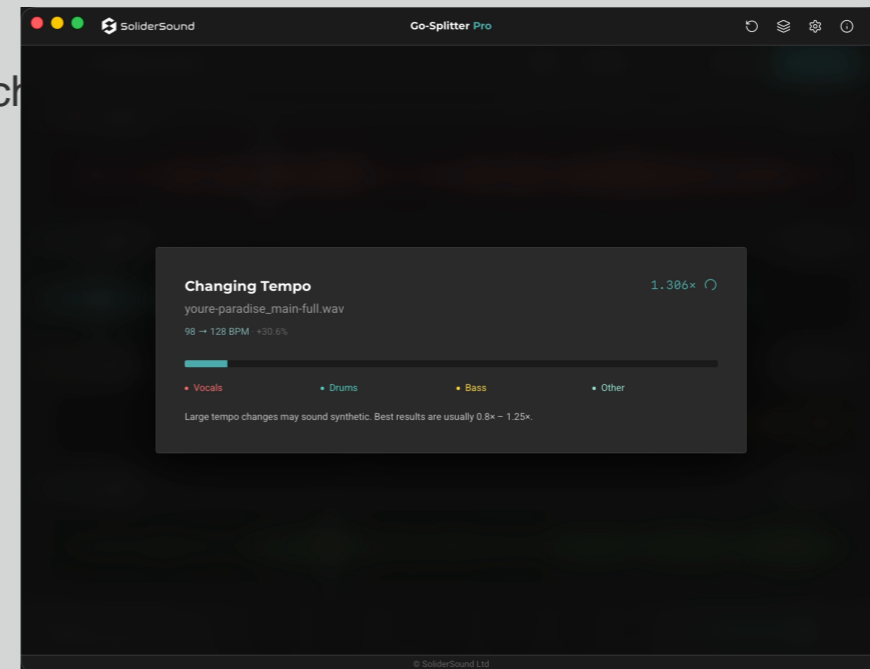 SoliderSound
Go-Splitter Pro
ch
Changing Tempo
1.306×
youre-paradise_main-full.wav
98 → 128 BPM · +30.6%
• Vocals • Drums • Bass • Other
Large tempo changes may sound synthetic. Best results are usually 0.8× – 1.25×.
© SoliderSound Ltd